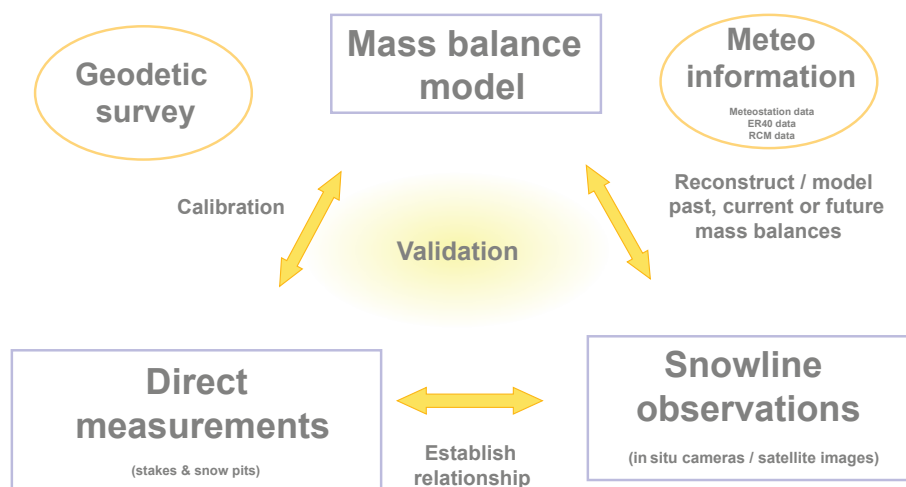 Geodetic
survey
Mass balance
model
Meteo
information
Meteostation data
ER40 data
RCM data
Calibration
Reconstruct / model
past, current or future
mass balances
Validation
Direct
measurements
(stakes & snow pits)
Establish
relationship
Snowline
observations
(in situ cameras / satellite images)